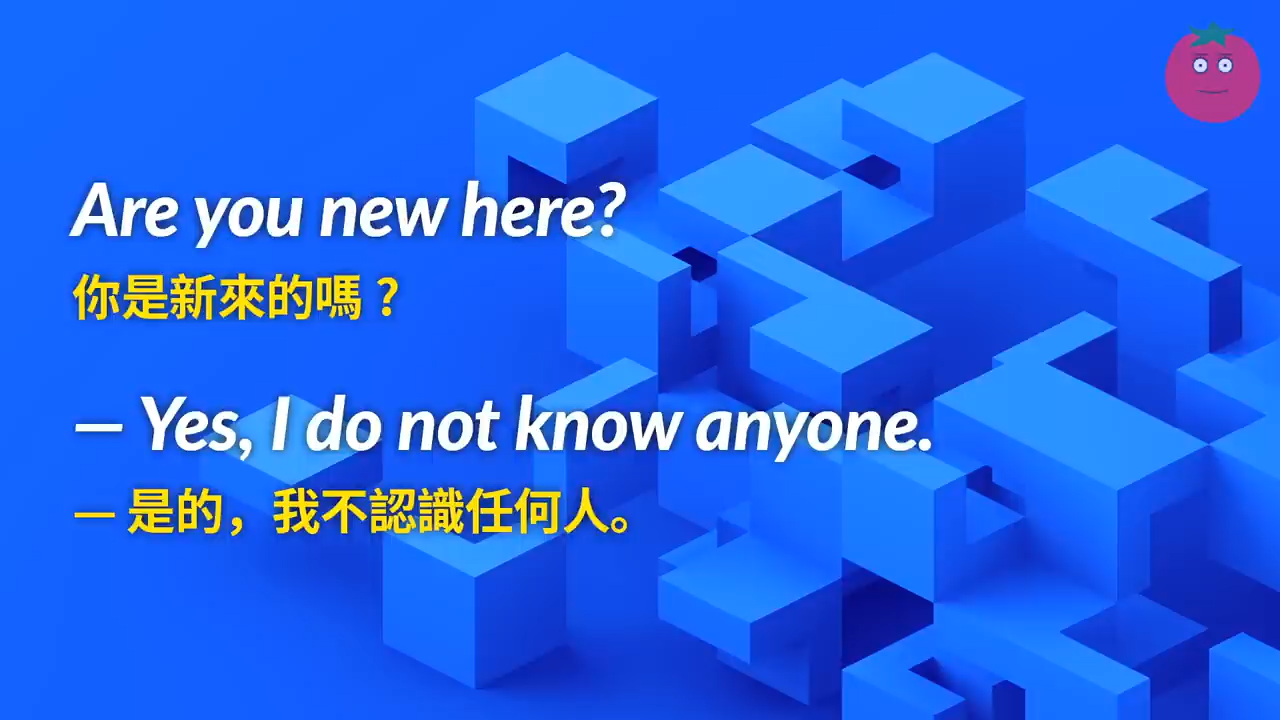 Are you new here?
你是新來的嗎？
— Yes, I do not know anyone.
— 是的，我不認識任何人。